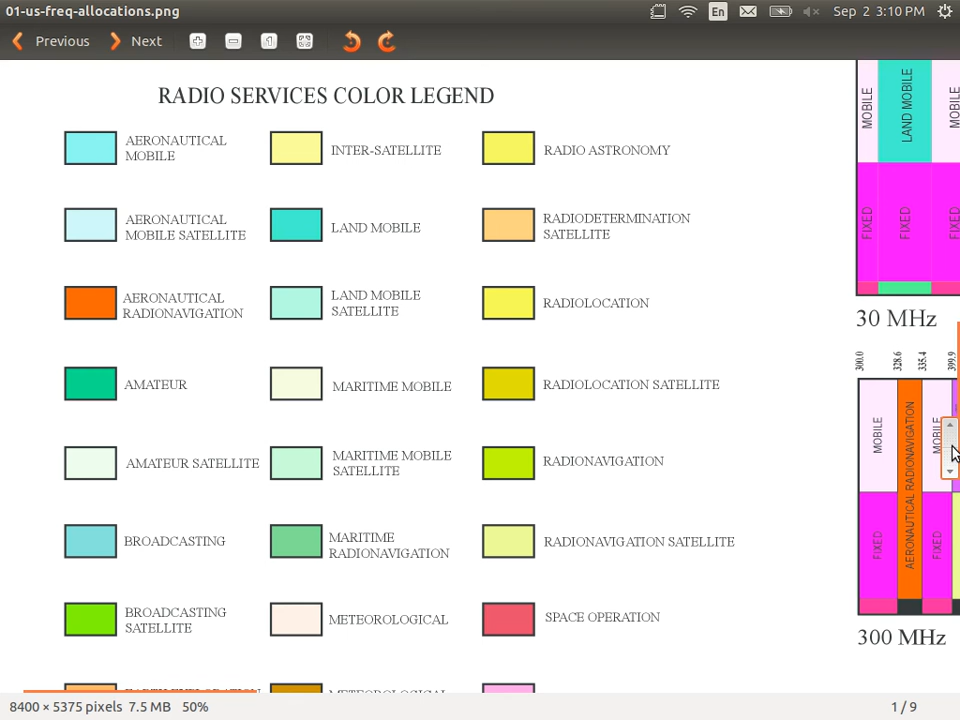 01-us-freq-allocations.png
En
Sep 2 3:10 PM
Previous
Next
RADIO SERVICES COLOR LEGEND
AERONAUTICAL
MOBILE
INTER-SATELLITE
RADIO ASTRONOMY
AERONAUTICAL
MOBILE SATELLITE
LAND MOBILE
RADIODETERMINATION
SATELLITE
AERONAUTICAL
RADIONAVIGATION
LAND MOBILE
SATELLITE
RADIOLOCATION
AMATEUR
MARITIME MOBILE
RADIOLOCATION SATELLITE
AMATEUR SATELLITE
MARITIME MOBILE
SATELLITE
RADIONAVIGATION
BROADCASTING
MARITIME
RADIONAVIGATION
RADIONAVIGATION SATELLITE
BROADCASTING
SATELLITE
METEOROLOGICAL
SPACE OPERATION
METEOROLOGICAL
MOBILE
LAND MOBILE
MOBILE
FIXED
FIXED
FIXED
30 MHz
300.0
328.6
335.4
399.9
MOBILE
AERONAUTICAL RADIONAVIGATION
MOBILE
FIXED
FIXED
300 MHz
8400 × 5375 pixels 7.5 MB 50%
1 / 9